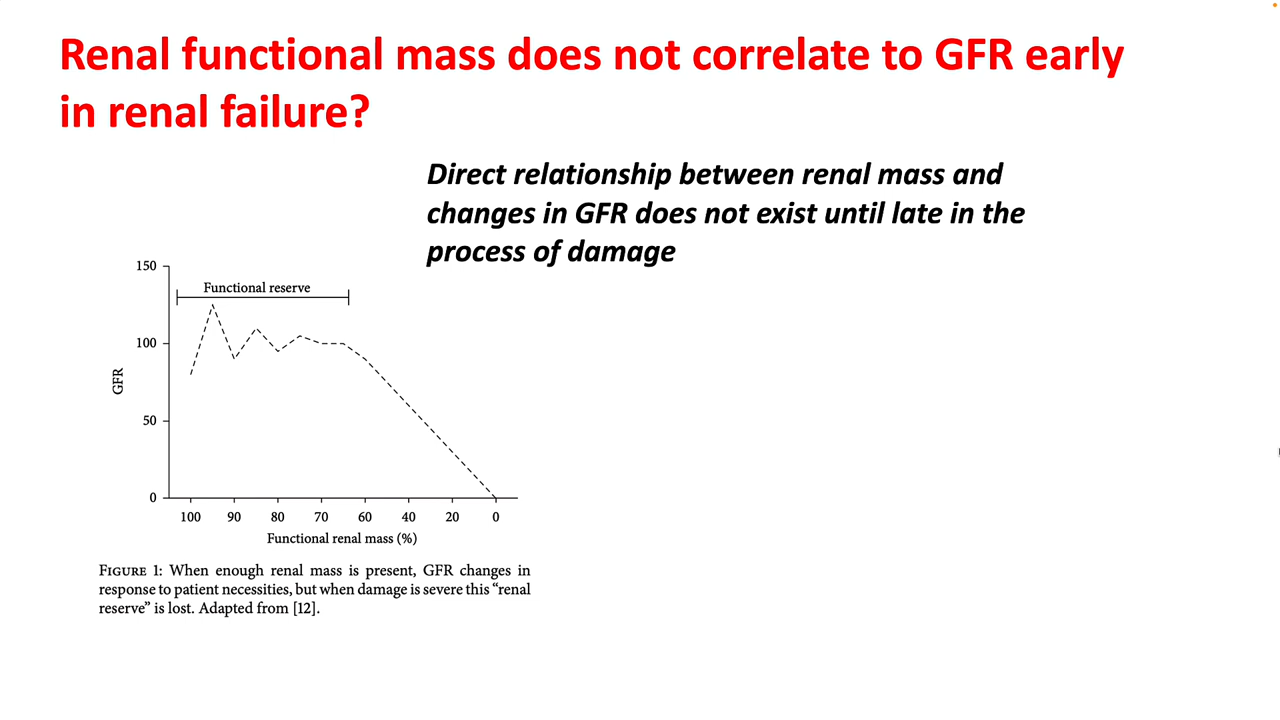 Renal functional mass does not correlate to GFR early
in renal failure?
Direct relationship between renal mass and
changes in GFR does not exist until late in the
process of damage
150
Functional reserve
100
GFR
50
0
100 90 80 70 60 40 20 0
Functional renal mass (%)
FIGURE 1: When enough renal mass is present, GFR changes in
response to patient necessities, but when damage is severe this “renal
reserve” is lost. Adapted from [12].